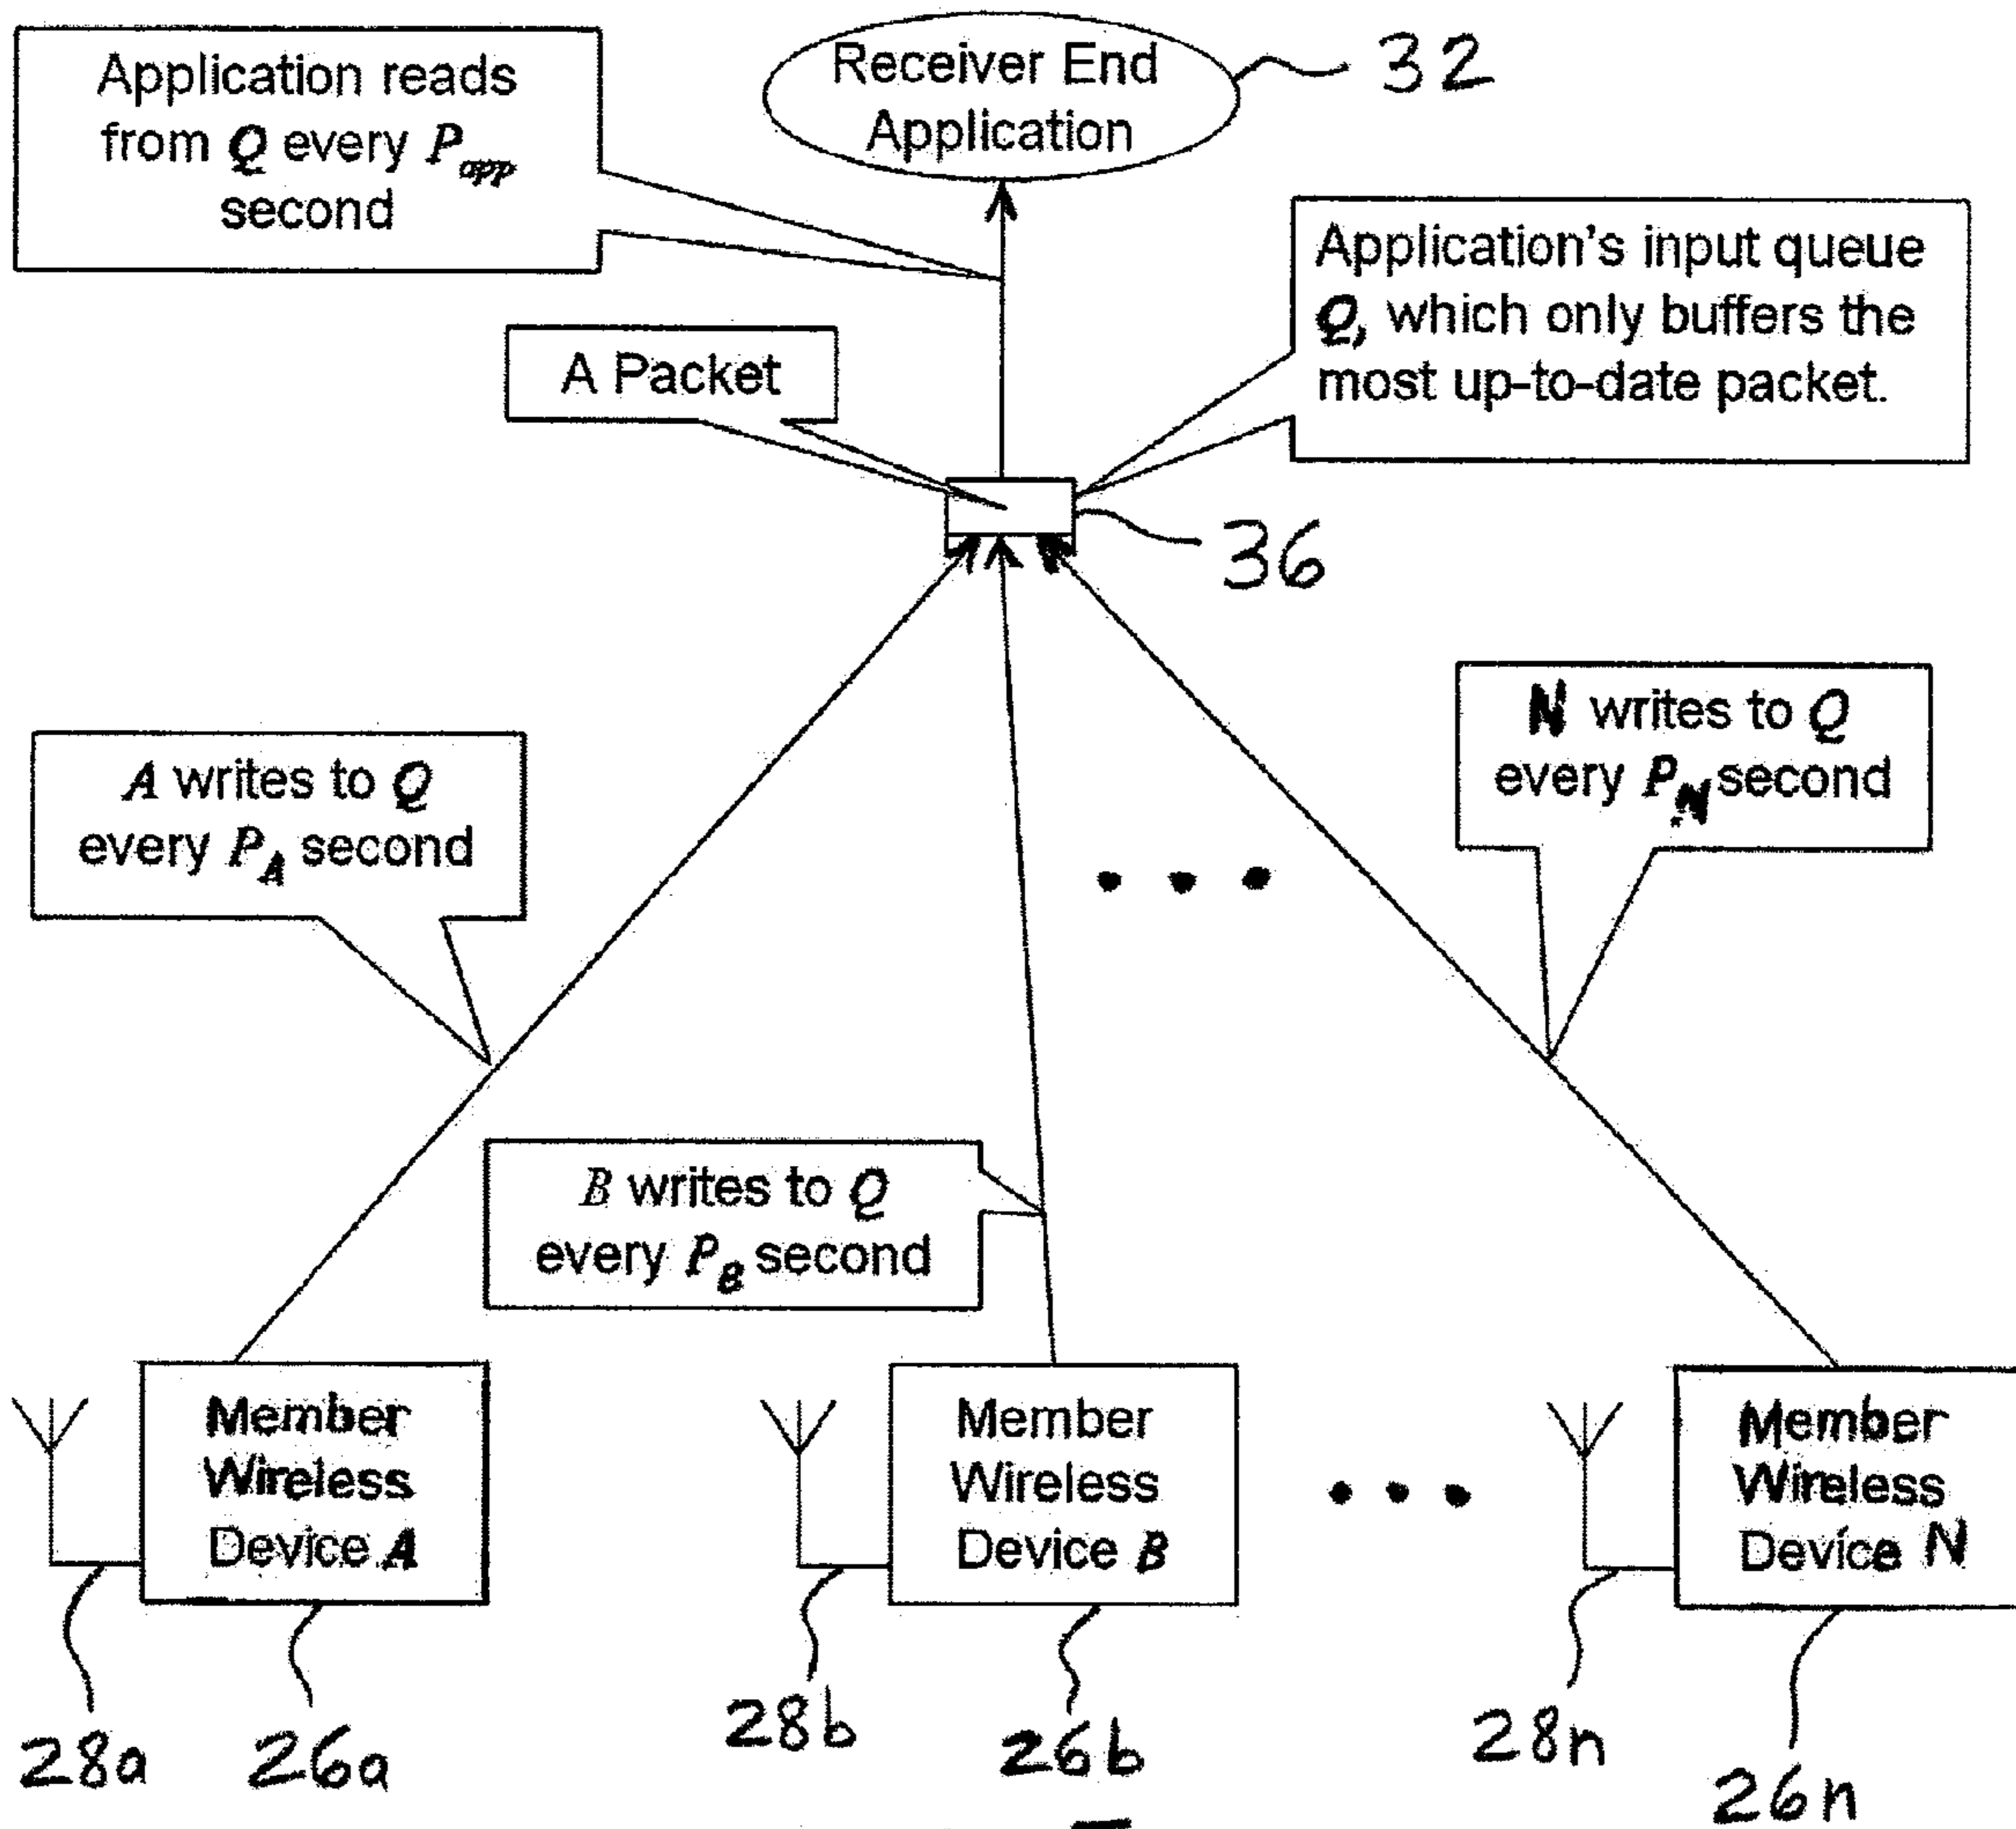 Application reads
from Q every P_app
second
Receiver End
Application
32
A Packet
Application's input queue
Q, which only buffers the
most up-to-date packet.
36
A writes to Q
every P_A second
N writes to Q
every P_N second
B writes to Q
every P_B second
Member
Wireless
Device A
Member
Wireless
Device B
Member
Wireless
Device N
28a
26a
28b
26b
28n
26n